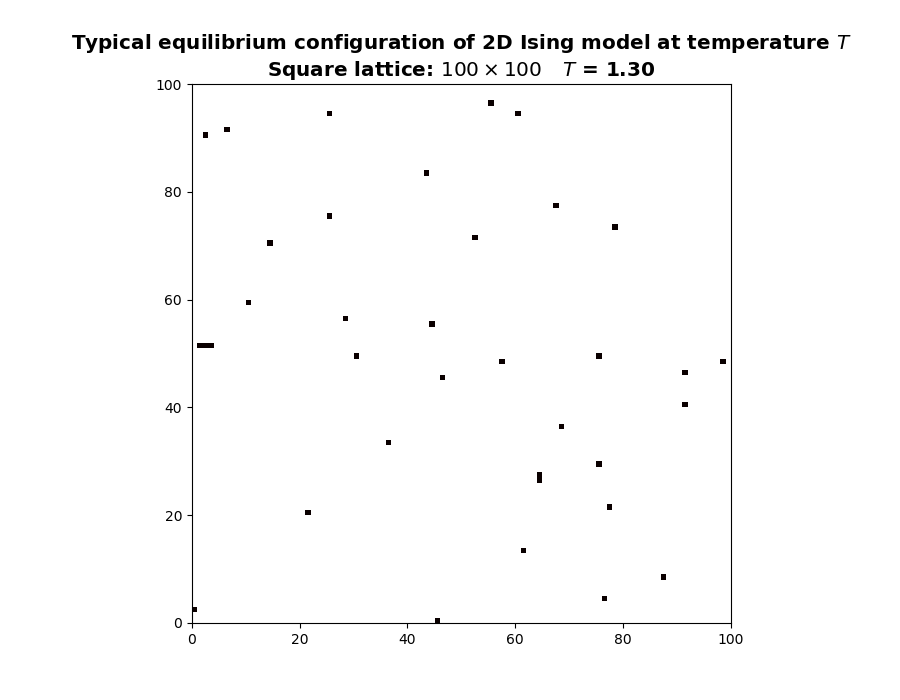 Typical equilibrium configuration of 2D Ising model at temperature T
Square lattice: 100 × 100 T = 1.30
100
80
60
40
20
0
0 20 40 60 80 100